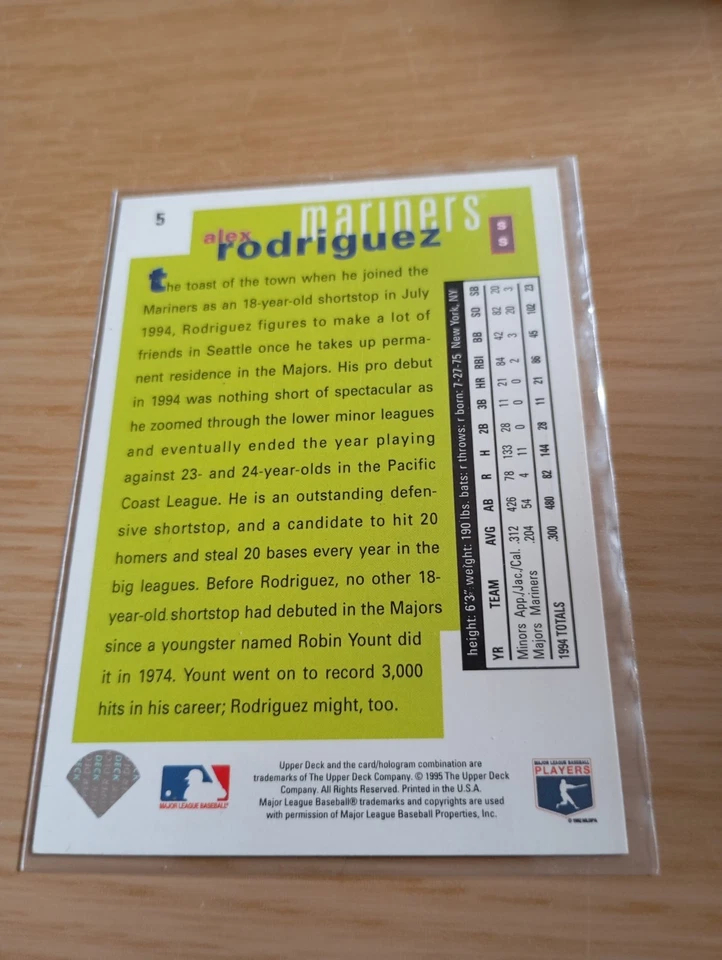 5
mariners
alex
rodriguez
SS
the toast of the town when he joined the
Mariners as an 18-year-old shortstop in July
1994, Rodriguez figures to make a lot of
friends in Seattle once he takes up perma-
nent residence in the Majors. His pro debut
in 1994 was nothing short of spectacular as
he zoomed through the lower minor leagues
and eventually ended the year playing
against 23- and 24-year-olds in the Pacific
Coast League. He is an outstanding defen-
sive shortstop, and a candidate to hit 20
homers and steal 20 bases every year in the
big leagues. Before Rodriguez, no other 18-
year-old shortstop had debuted in the Majors
since a youngster named Robin Yount did
it in 1974. Yount went on to record 3,000
hits in his career; Rodriguez might, too.
height: 6'3" weight: 190 lbs. bats: r throws: r born: 7-27-75 New York, NY
YR TEAM AVG AB R H 2B 3B HR RBI BB SO SB
Minors App./Jac./Cal. .312 426 78 133 28 11 21 84 42 82 20
Majors Mariners .204 54 4 11 0 0 0 2 3 20 3
1994 TOTALS .300 480 82 144 28 11 21 86 45 102 23
DECK
MAJOR LEAGUE BASEBALL
Upper Deck and the card/hologram combination are
trademarks of The Upper Deck Company. © 1995 The Upper Deck
Company. All Rights Reserved. Printed in the U.S.A.
Major League Baseball® trademarks and copyrights are used
with permission of Major League Baseball Properties, Inc.
MAJOR LEAGUE BASEBALL
PLAYERS